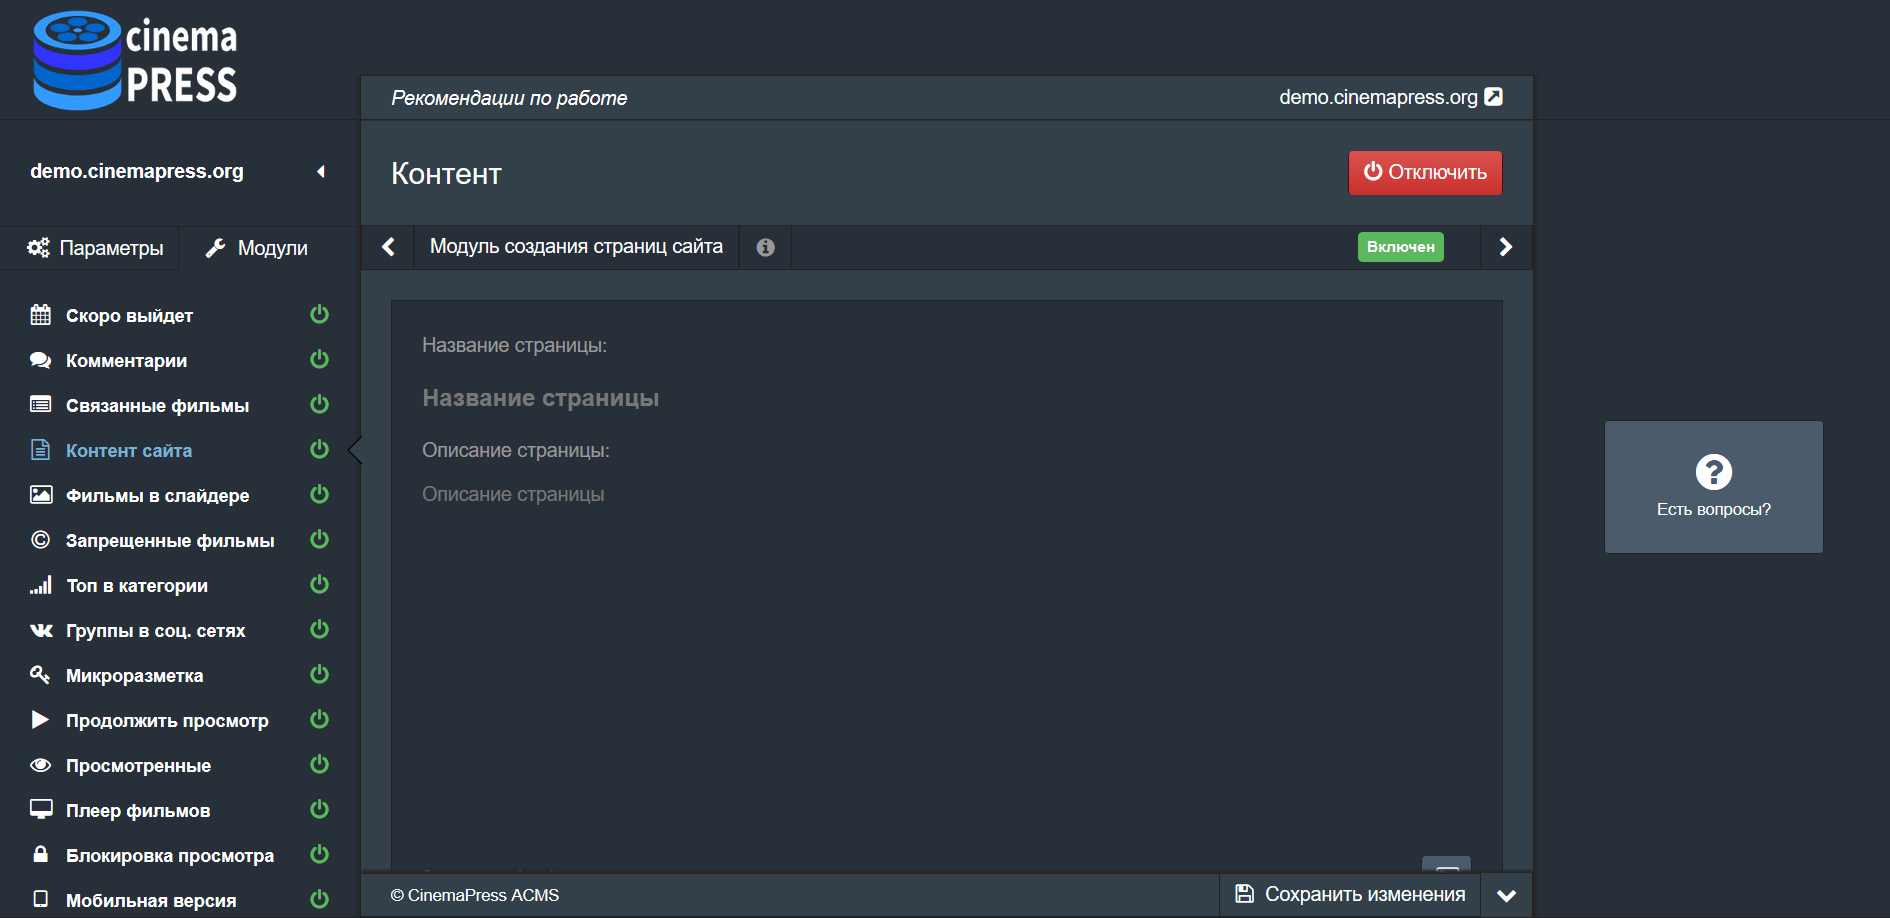 cinema
PRESS
Рекомендации по работе
demo.cinemapress.org
demo.cinemapress.org
Контент
Отключить
Параметры
Модули
Модуль создания страниц сайта
Включен
Скоро выйдет
Комментарии
Связанные фильмы
Контент сайта
Фильмы в слайдере
Запрещенные фильмы
Топ в категории
Группы в соц. сетях
Микроразметка
Продолжить просмотр
Просмотренные
Плеер фильмов
Блокировка просмотра
Мобильная версия
Название страницы:
Название страницы
Описание страницы:
Описание страницы
Есть вопросы?
© CinemaPress ACMS
Сохранить изменения